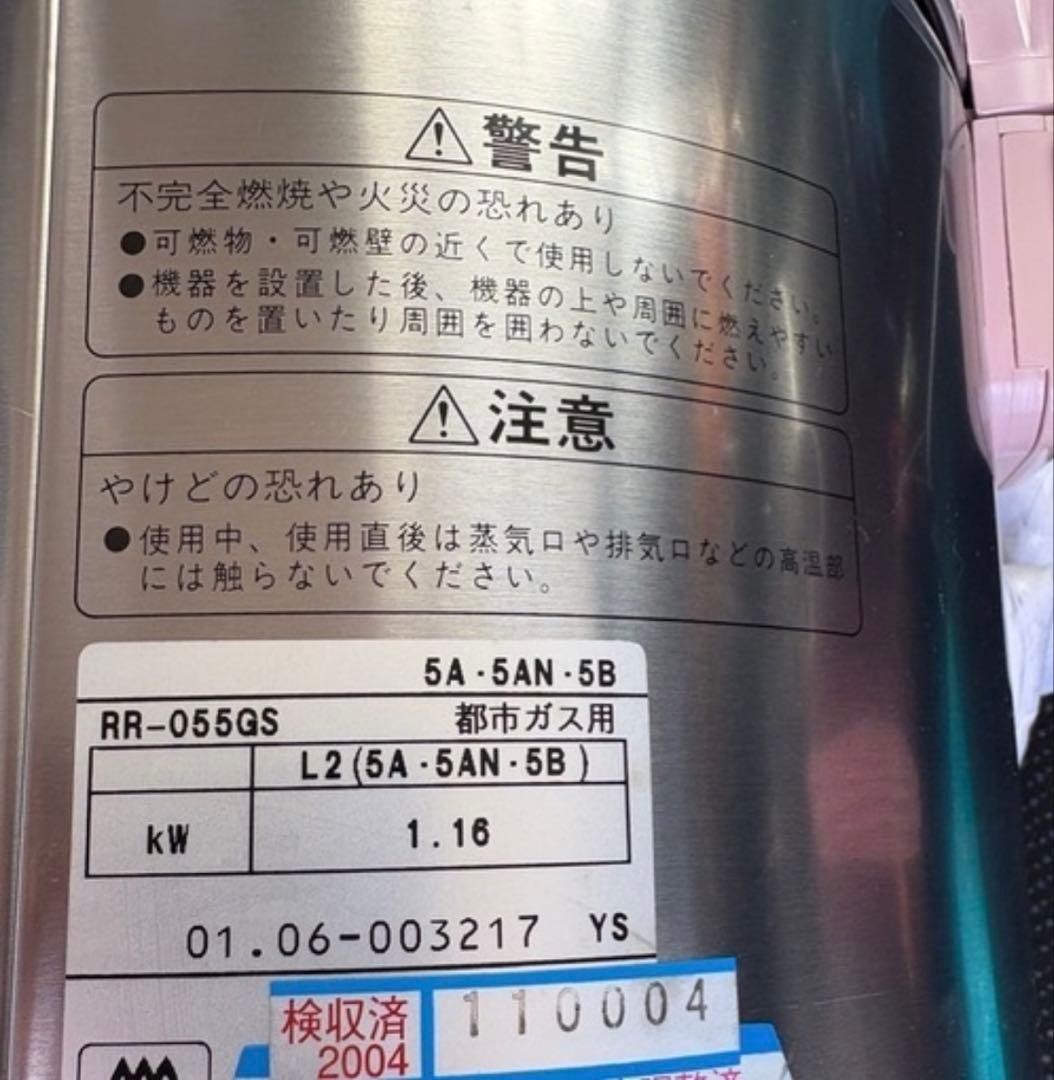 警告
不完全燃焼や火災の恐れあり
●可燃物・可燃壁の近くで使用しないでください。
●機器を設置した後、機器の上や周囲に燃えやすい
ものを置いたり周囲を囲わないでください。
注意
やけどの恐れあり
●使用中、使用直後は蒸気口や排気口などの高温部
には触らないでください。
5A・5AN・5B
RR-055GS 都市ガス用
L2(5A・5AN・5B)
kW 1.16
01.06-003217 YS
検収済 110004
2004